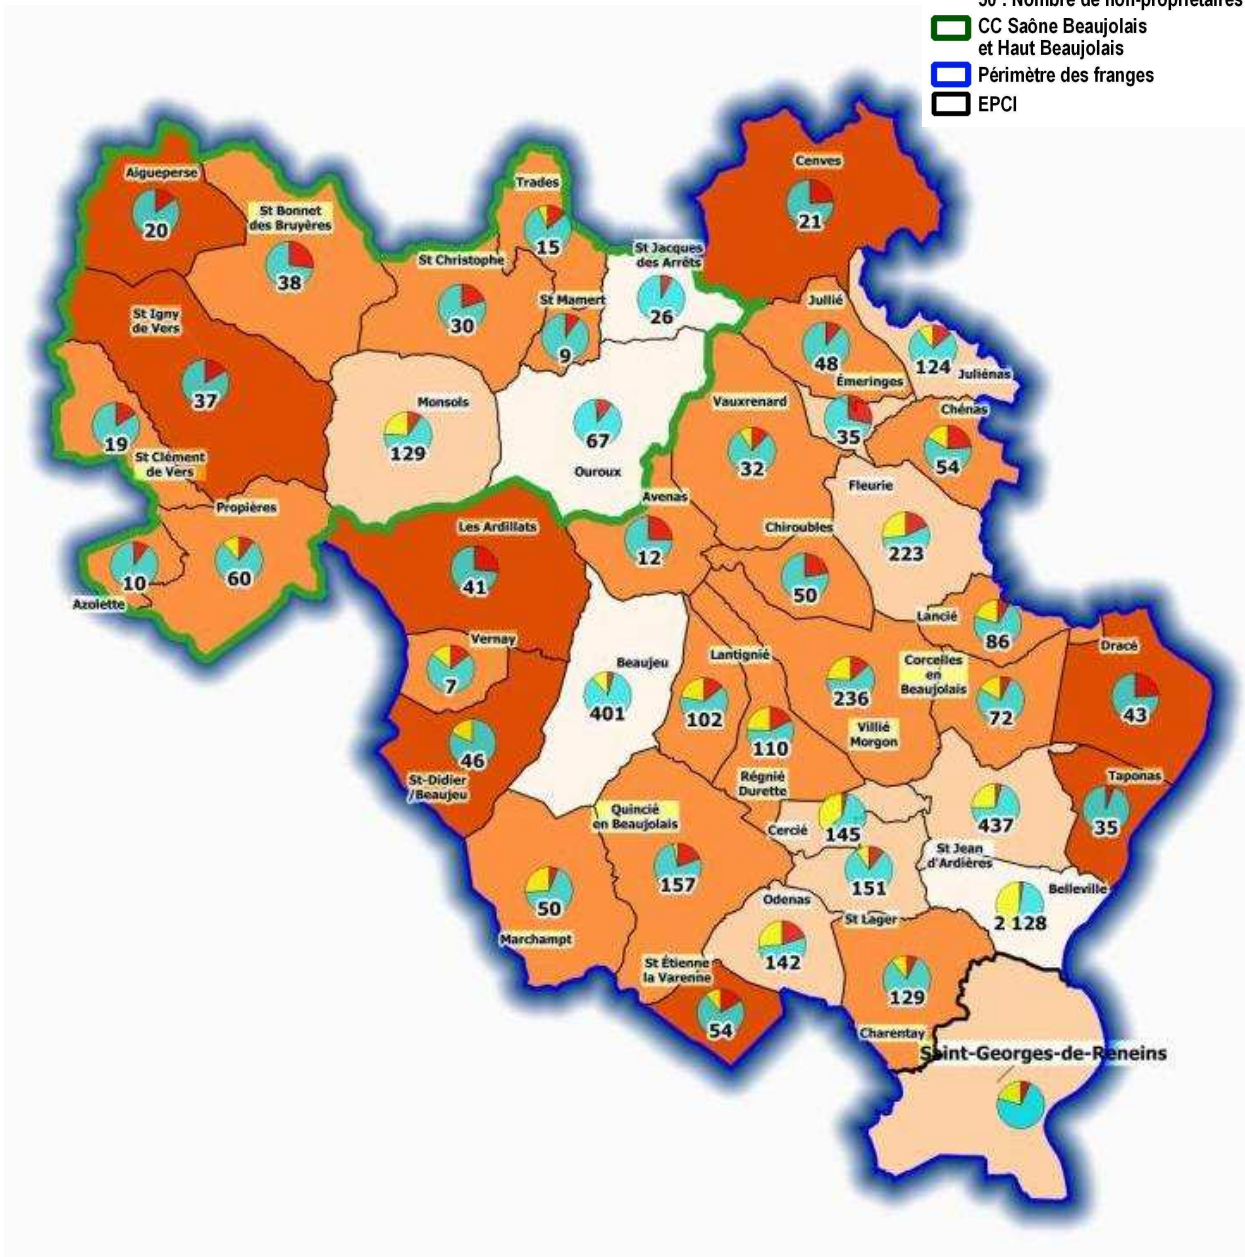 50 : Nombre de non-propriétaires
CC Saône Beaujolais
et Haut Beaujolais
Périmètre des franges
EPCI
Cenves
21
Aigueperse
20
Trades
15
St Bonnet
des Bruyères
38
St Christophe
30
St Jacques
des Arrêts
26
St Mamert
9
Jullié
48
St Igny
de Vers
37
Émeringes
35
124
Juliénas
Monsols
129
67
Ouroux
Vauxrenard
32
Chénas
54
19
St Clément
de Vers
Fleurie
223
Propières
60
Avenas
12
Les Ardillats
41
Chiroubles
50
10
Azolette
Lancié
86
Vernay
7
Beaujeu
401
Lantignié
102
236
Villié
Morgon
Corcelles
en
Beaujolais
72
Dracé
43
110
Régnié
Durette
46
St-Didier
/Beaujeu
Taponas
35
Quincié
en Beaujolais
157
Cercié
145
437
St Jean
d'Ardières
151
St Lager
Belleville
2 128
50
Marchampt
Odenas
142
St Étienne
la Varenne
54
129
Charentay
Saint-Georges-de-Reneins